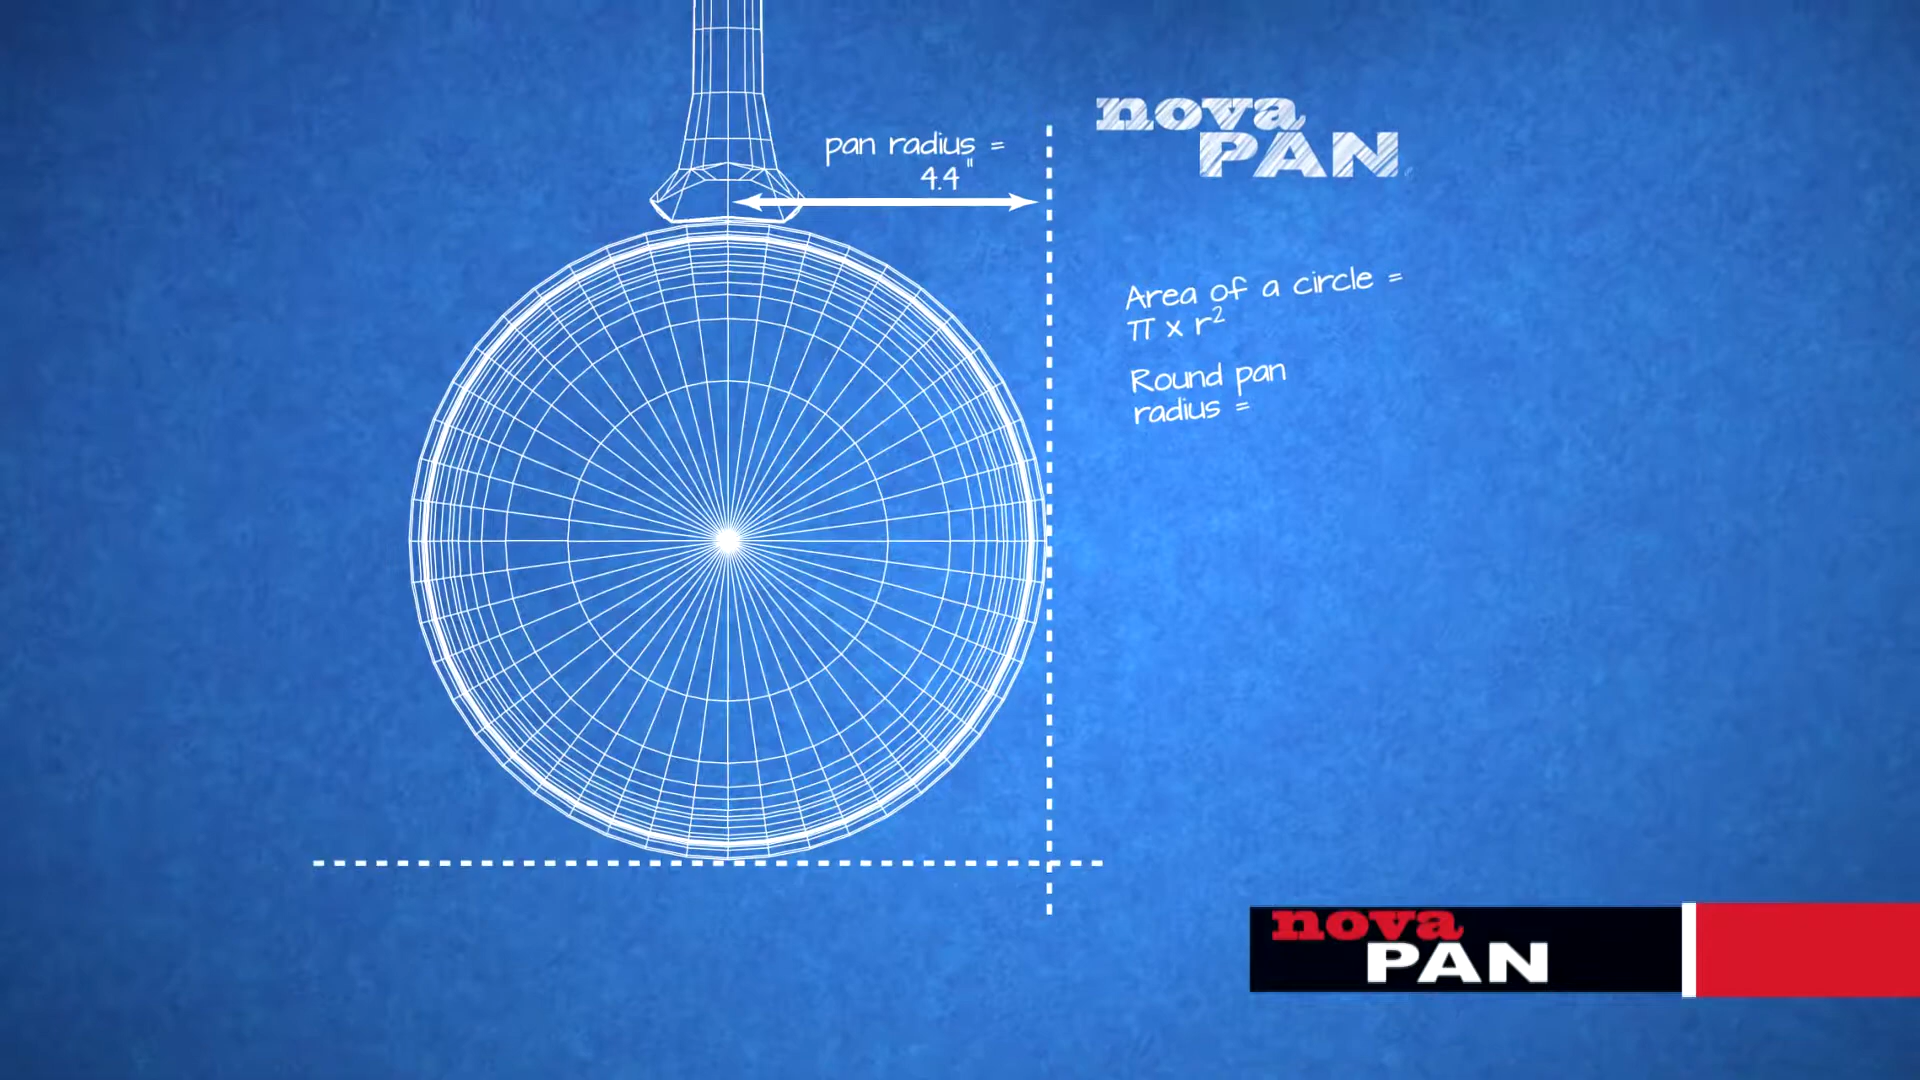 pan radius =
4.4"
nova
PAN
Area of a circle =
π x r²
Round pan
radius =
nova
PAN